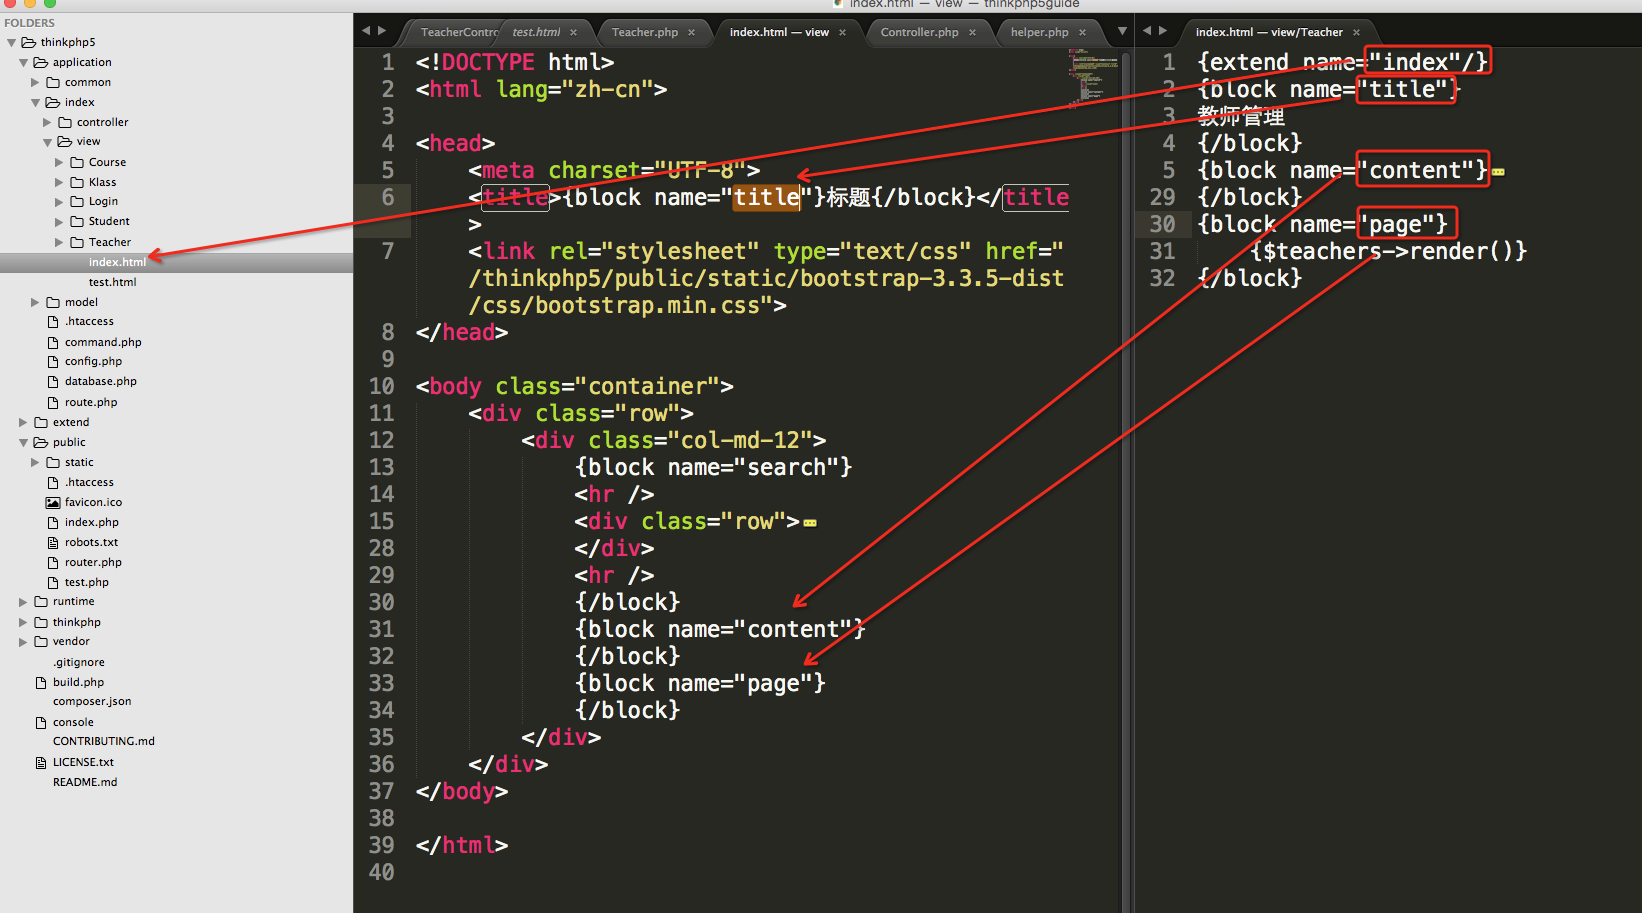 index.html — view — thinkphp5guide
FOLDERS
thinkphp5
application
common
index
controller
view
Course
Klass
Login
Student
Teacher
index.html
test.html
model
.htaccess
command.php
config.php
database.php
route.php
extend
public
static
.htaccess
favicon.ico
index.php
robots.txt
router.php
test.php
runtime
thinkphp
vendor
.gitignore
build.php
composer.json
console
CONTRIBUTING.md
LICENSE.txt
README.md
TeacherContro test.html × Teacher.php × index.html — view × Controller.php × helper.php ×
1 <!DOCTYPE html>
2 <html lang="zh-cn">
3
4 <head>
5 <meta charset="UTF-8">
6 <title>{block name="title"}标题{/block}</title
>
7 <link rel="stylesheet" type="text/css" href="
/thinkphp5/public/static/bootstrap-3.3.5-dist
/css/bootstrap.min.css">
8 </head>
9
10 <body class="container">
11 <div class="row">
12 <div class="col-md-12">
13 {block name="search"}
14 <hr />
15 <div class="row">
28 </div>
29 <hr />
30 {/block}
31 {block name="content"}
32 {/block}
33 {block name="page"}
34 {/block}
35 </div>
36 </div>
37 </body>
38
39 </html>
40
index.html — view/Teacher ×
1 {extend name="index"/}
2 {block name="title"}
3 教师管理
4 {/block}
5 {block name="content"}
29 {/block}
30 {block name="page"}
31 {$teachers->render()}
32 {/block}